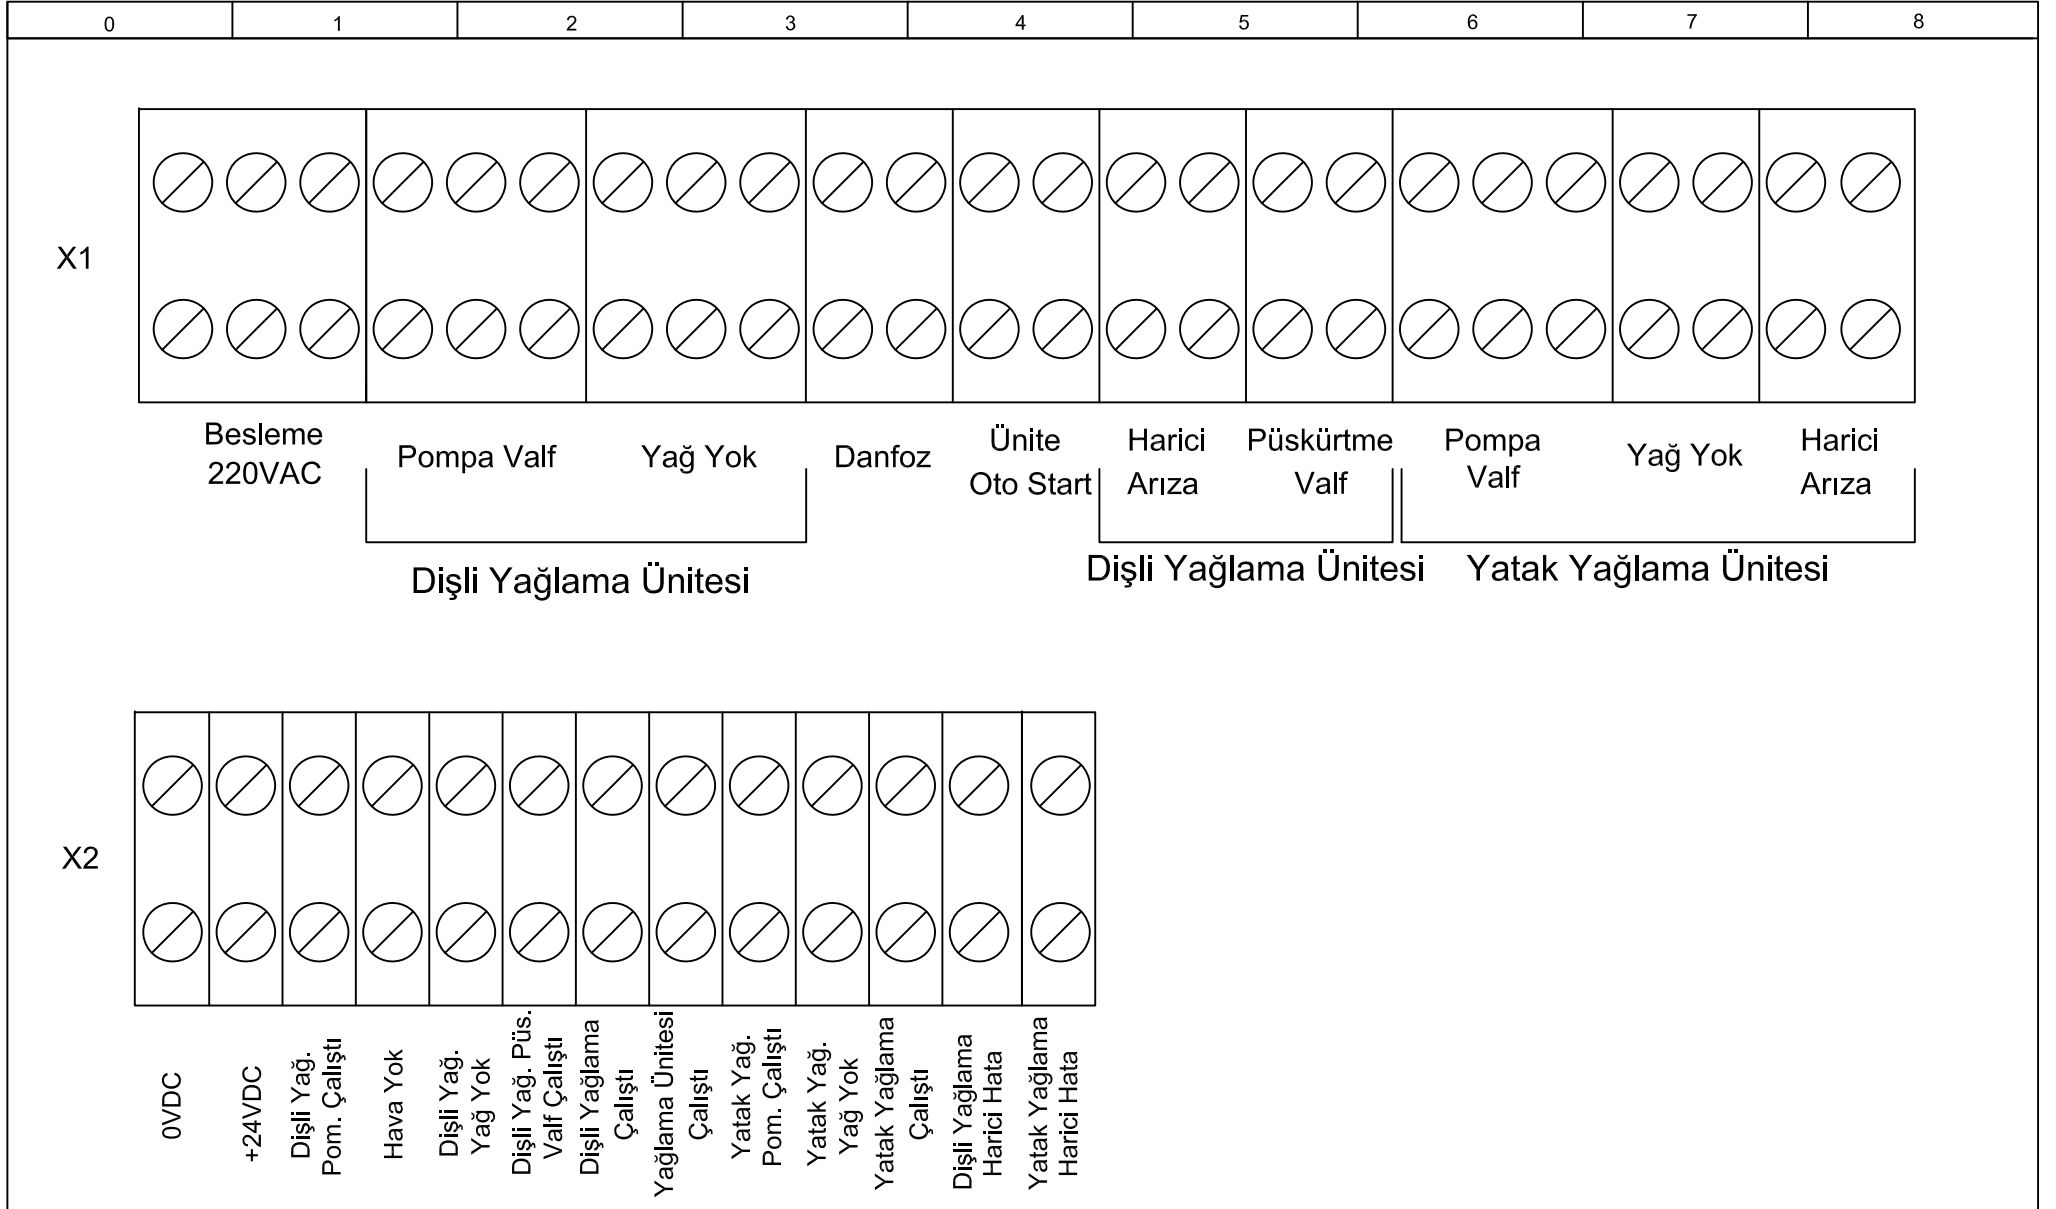 0 1 2 3 4 5 6 7 8
X1
Besleme
220VAC
Pompa Valf
Yağ Yok
Danfoz
Ünite
Oto Start
Harici
Arıza
Püskürtme
Valf
Pompa
Valf
Yağ Yok
Harici
Arıza
Dişli Yağlama Ünitesi
Dişli Yağlama Ünitesi
Yatak Yağlama Ünitesi
X2
0VDC
+24VDC
Dişli Yağ.
Pom. Çalıştı
Hava Yok
Dişli Yağ.
Yağ Yok
Dişli Yağ. Püs.
Valf Çalıştı
Dişli Yağlama
Çalıştı
Yağlama Ünitesi
Çalıştı
Yatak Yağ.
Pom. Çalıştı
Yatak Yağ.
Yağ Yok
Yatak Yağlama
Çalıştı
Dişli Yağlama
Harici Hata
Yatak Yağlama
Harici Hata